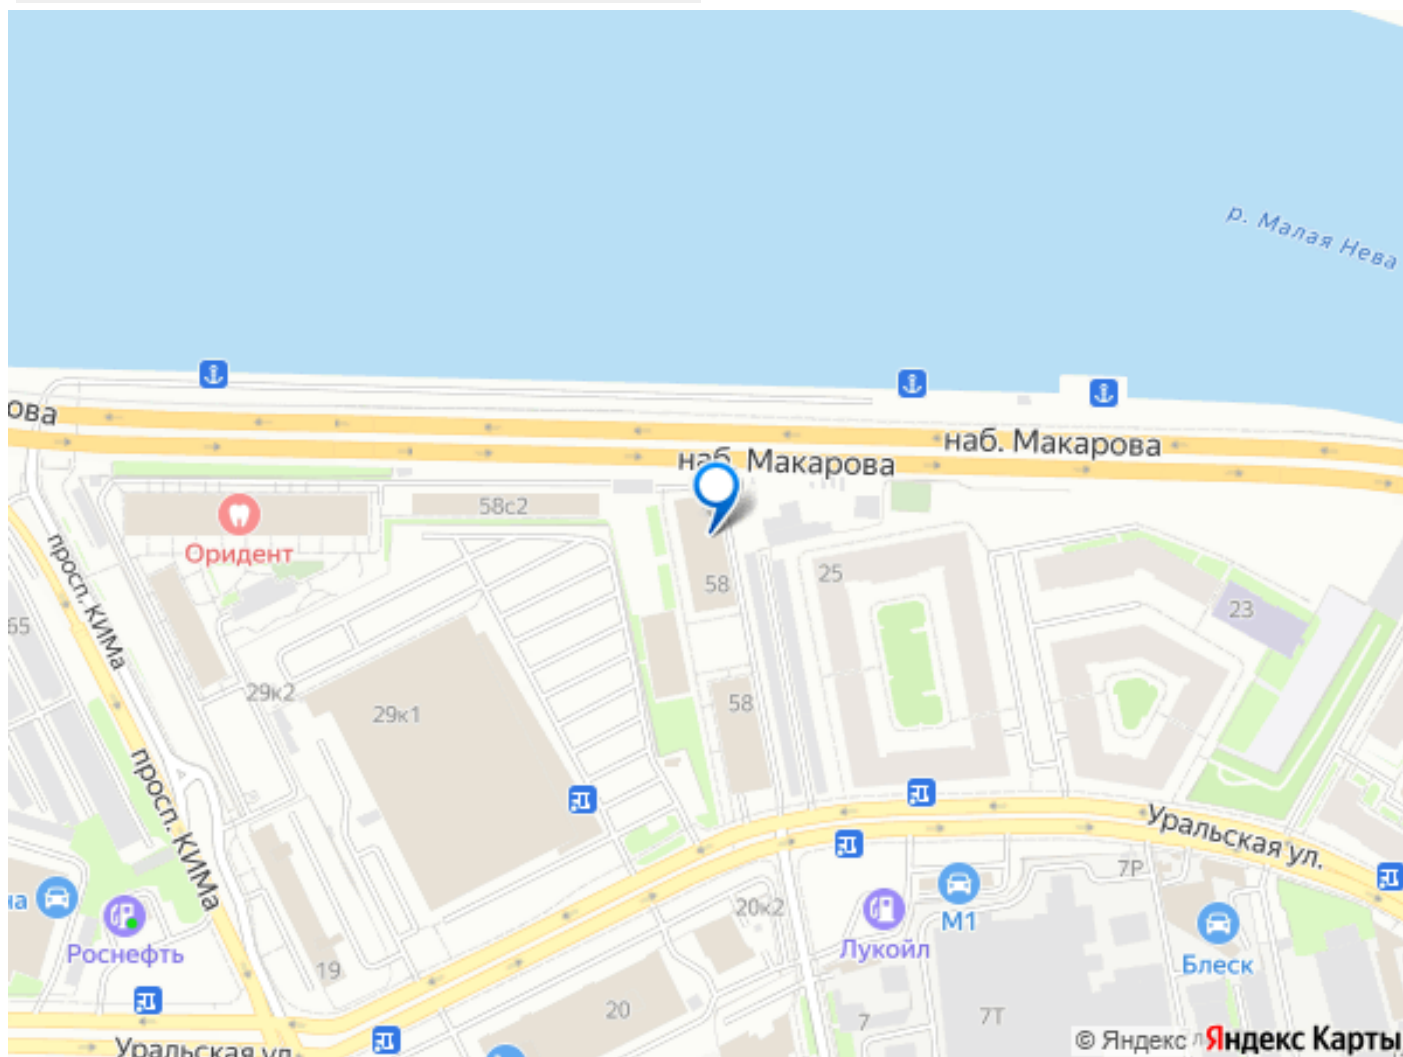 р. Малая Нева
ова
наб. Макарова
наб. Макарова
58с2
Оридент
просп. КИМа
58
25
23
65
29к2
29к1
58
просп. КИМа
Уральская ул.
7Р
на
20к2
М1
Роснефть
Лукойл
Блеск
19
20
7
7Т
Уральская ул.
© Яндекс
Яндекс Карты